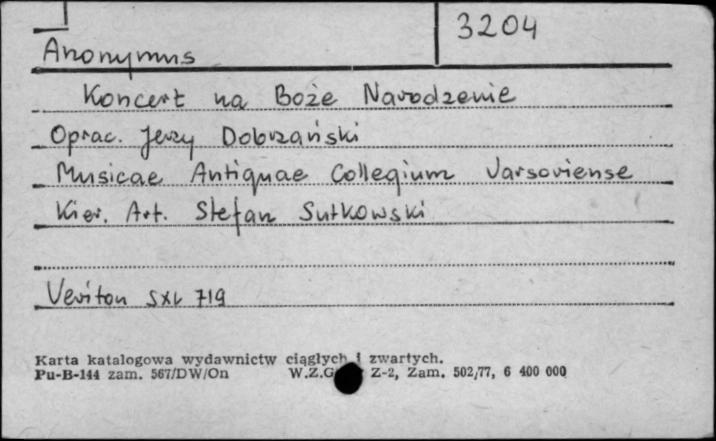 3204
Anonymus
Koncert na Boże Narodzenie
Oprac. Jerzy Dobrzański
Musicae Antiquae Collegium Varsoviense
Kier. Art. Stefan Sutkowski
Veriton SXV 719
Karta katalogowa wydawnictw ciągłych i zwartych.
Pu-B-144 zam. 567/DW/On W.Z.G. Z-2, Zam. 502/77, 6 400 000